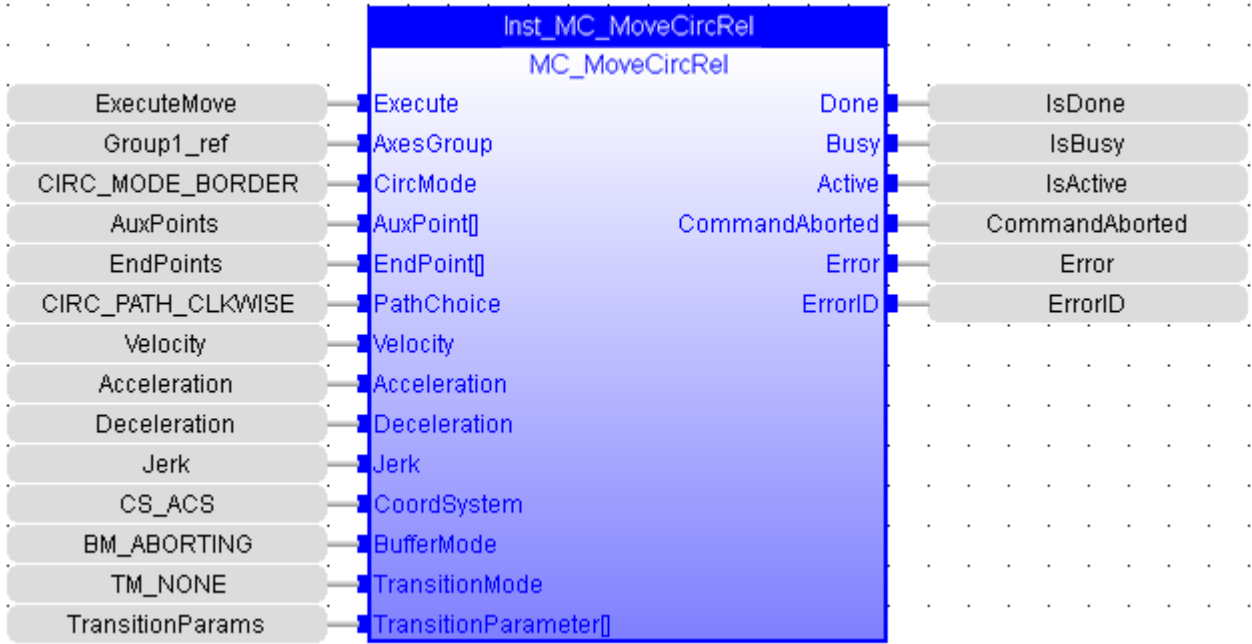 Inst_MC_MoveCircRel
MC_MoveCircRel
ExecuteMove Execute Done IsDone
Group1_ref AxesGroup Busy IsBusy
CIRC_MODE_BORDER CircMode Active IsActive
AuxPoints AuxPoint[] CommandAborted CommandAborted
EndPoints EndPoint[] Error Error
CIRC_PATH_CLKWISE PathChoice ErrorID ErrorID
Velocity Velocity
Acceleration Acceleration
Deceleration Deceleration
Jerk Jerk
CS_ACS CoordSystem
BM_ABORTING BufferMode
TM_NONE TransitionMode
TransitionParams TransitionParameter[]